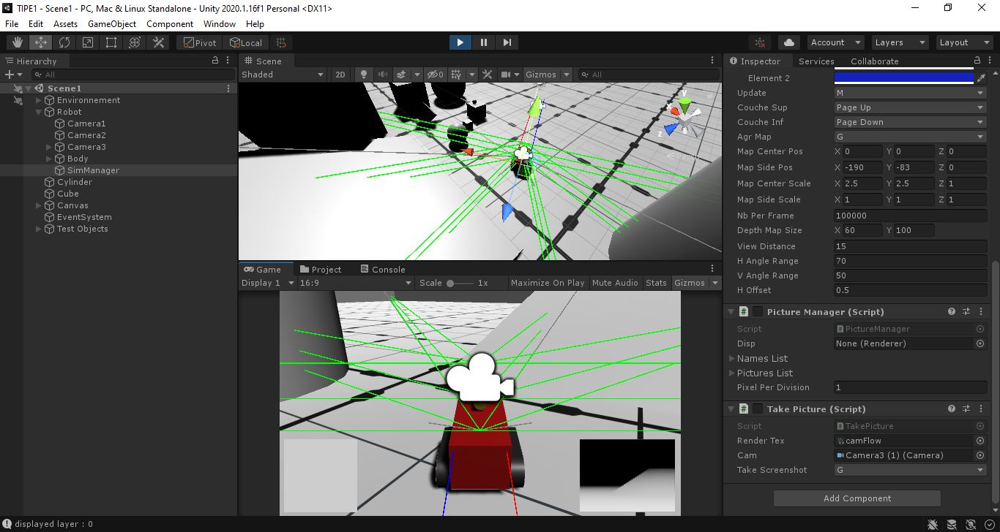 TIPE1 - Scene1 - PC, Mac & Linux Standalone - Unity 2020.1.16f1 Personal <DX11>
File Edit Assets GameObject Component Window Help
Pivot Local Account Layers Layout
Hierarchy
All
Scene1
Environnement
Robot
Camera1
Camera2
Camera3
Body
SimManager
Cylinder
Cube
Canvas
EventSystem
Test Objects
Scene
Shaded 2D 0 Gizmos All
y
x
z
Game Project Console
Display 1 16:9 Scale 1x Maximize On Play Mute Audio Stats Gizmos
Inspector Services Collaborate
Element 2
Update M
Couche Sup Page Up
Couche Inf Page Down
Agr Map G
Map Center Pos X 0 Y 0 Z 0
Map Side Pos X -190 Y -83 Z 0
Map Center Scale X 2.5 Y 2.5 Z 1
Map Side Scale X 1 Y 1 Z 1
Nb Per Frame 100000
Depth Map Size X 60 Y 100
View Distance 15
H Angle Range 70
V Angle Range 50
H Offset 0.5
# Picture Manager (Script)
Script # PictureManager
Disp None (Renderer)
Names List
Pictures List
Pixel Per Division 1
# Take Picture (Script)
Script # TakePicture
Render Tex camFlow
Cam Camera3 (1) (Camera)
Take Screenshot G
Add Component
displayed layer : 0